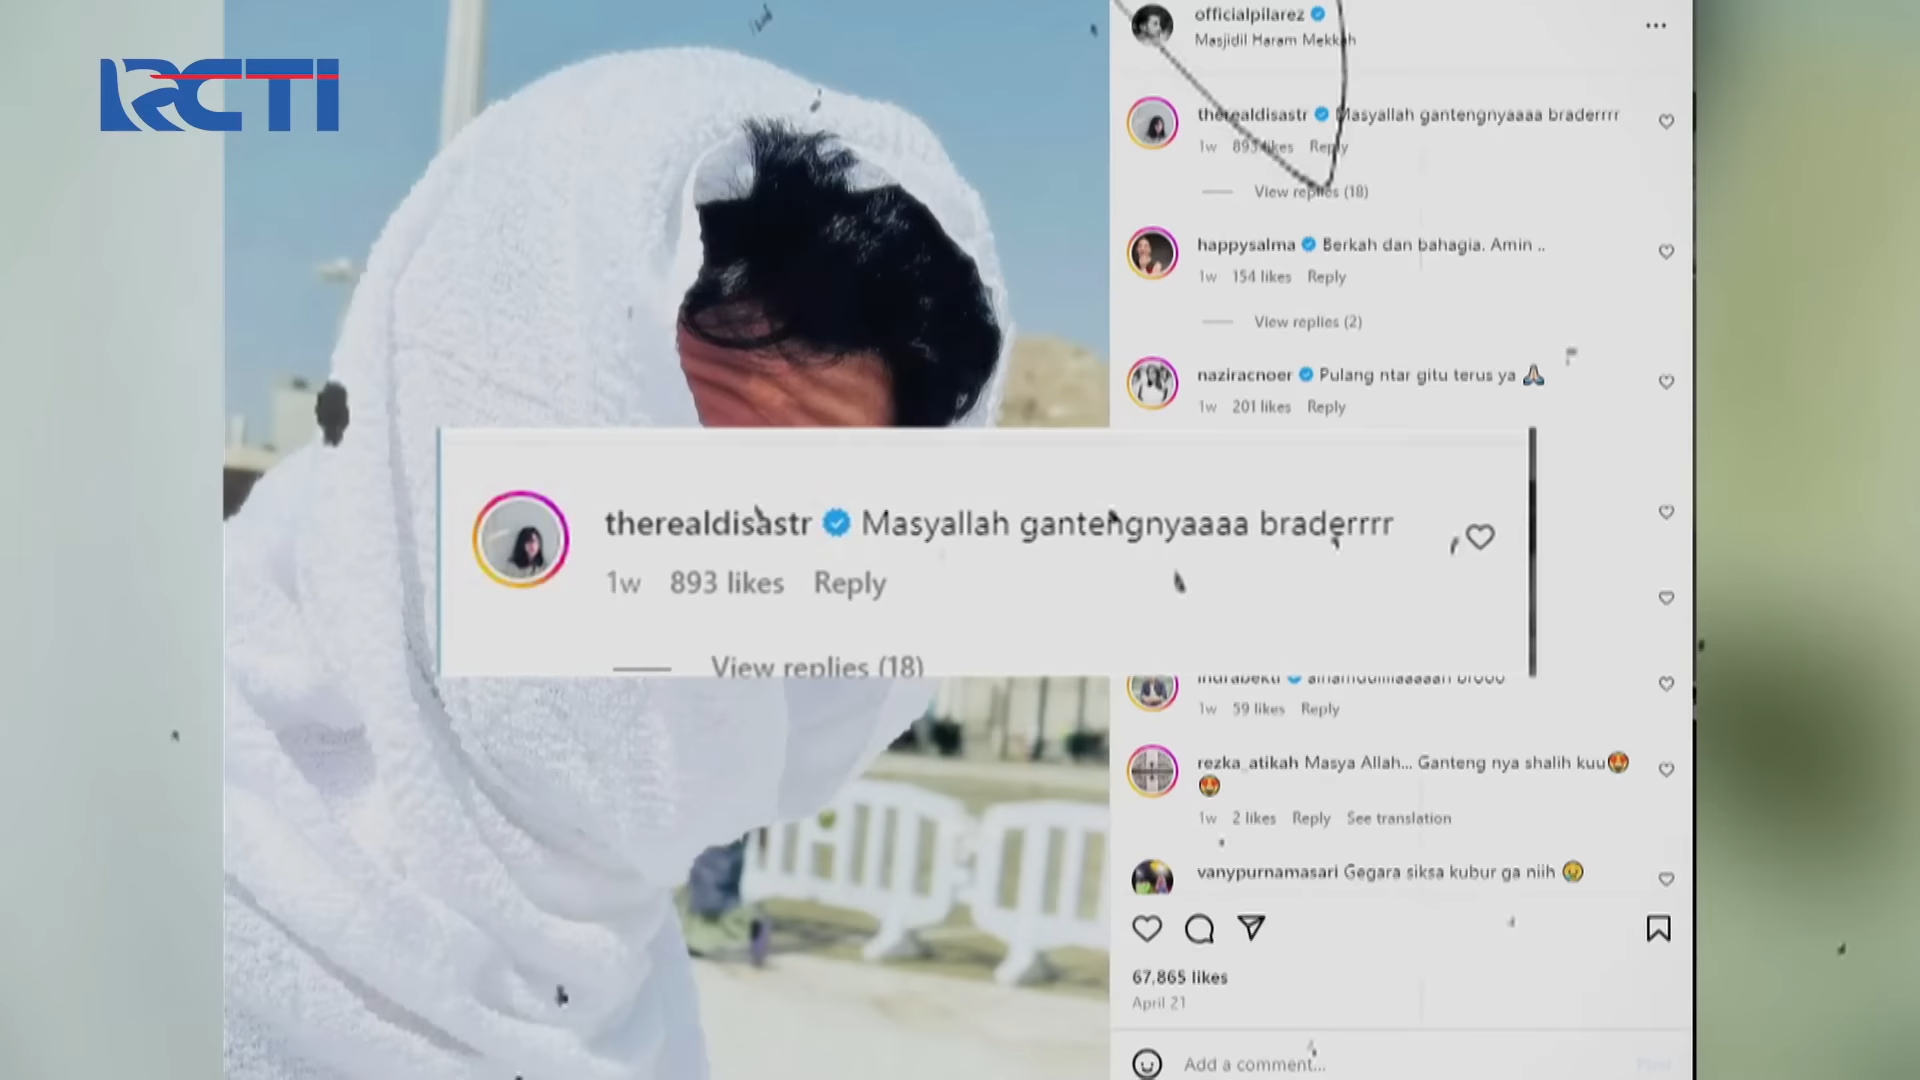 RCTI
officialpilarez
Masjidil Haram Mekkah
therealdisastr Masyallah gantengnyaaaa braderrrr
1w 893 likes Reply
View replies (18)
happysalma Berkah dan bahagia. Amin ..
1w 154 likes Reply
View replies (2)
naziracnoer Pulang ntar gitu terus ya 🙏🏻
1w 201 likes Reply
therealdisastr Masyallah gantengnyaaaa braderrrr
1w 893 likes Reply
View replies (18)
indrabekti
1w 59 likes Reply
rezka_atikah Masya Allah... Ganteng nya shalih kuu😍
😍
1w 2 likes Reply See translation
vanypurnamasari Gegara siksa kubur ga niih 😢
67,865 likes
April 21
Add a comment...
Post